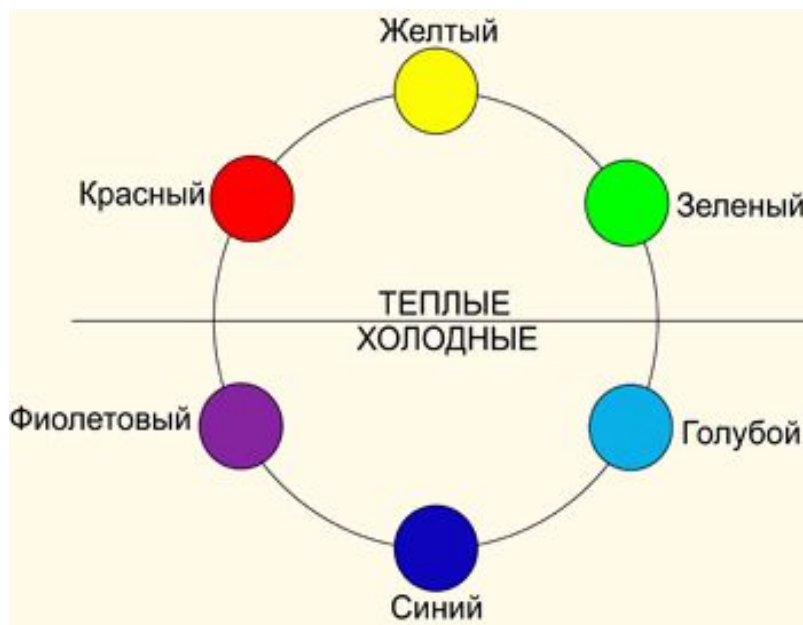 Желтый
Красный
Зеленый
ТЕПЛЫЕ
ХОЛОДНЫЕ
Фиолетовый
Голубой
Синий